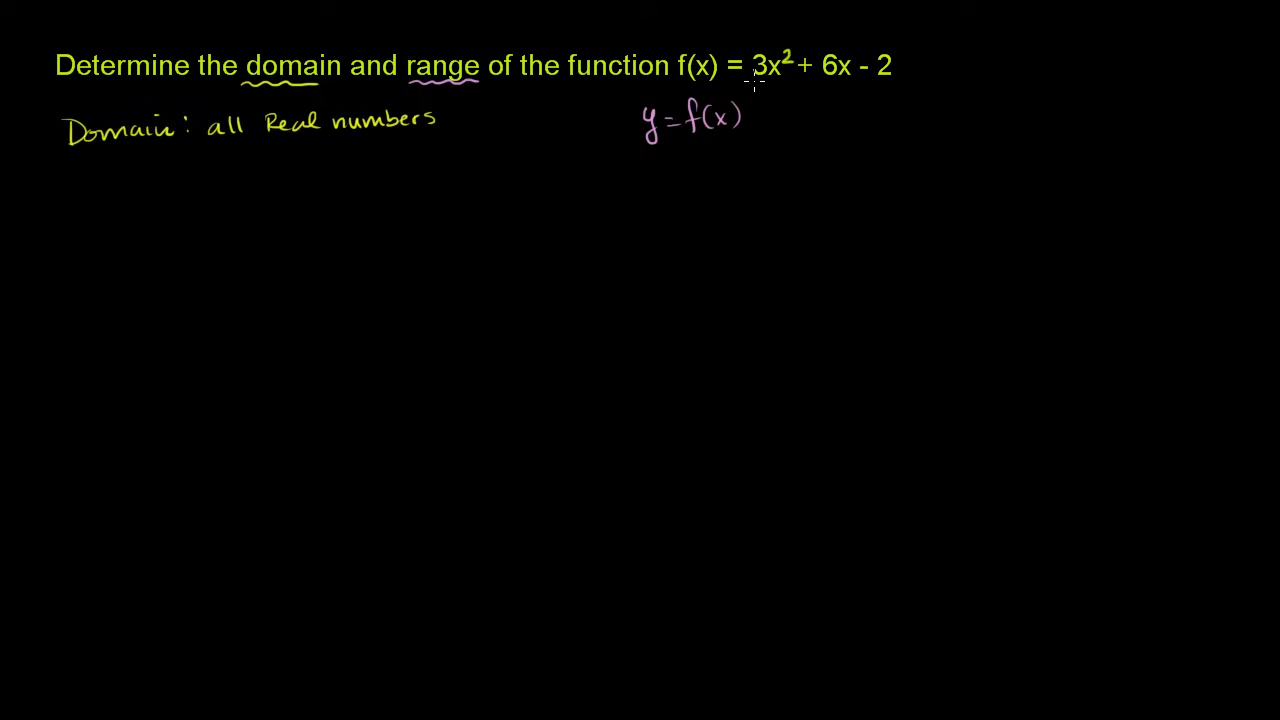 Determine the domain and range of the function f(x) = 3x² + 6x - 2
Domain: all Real numbers
y = f(x)